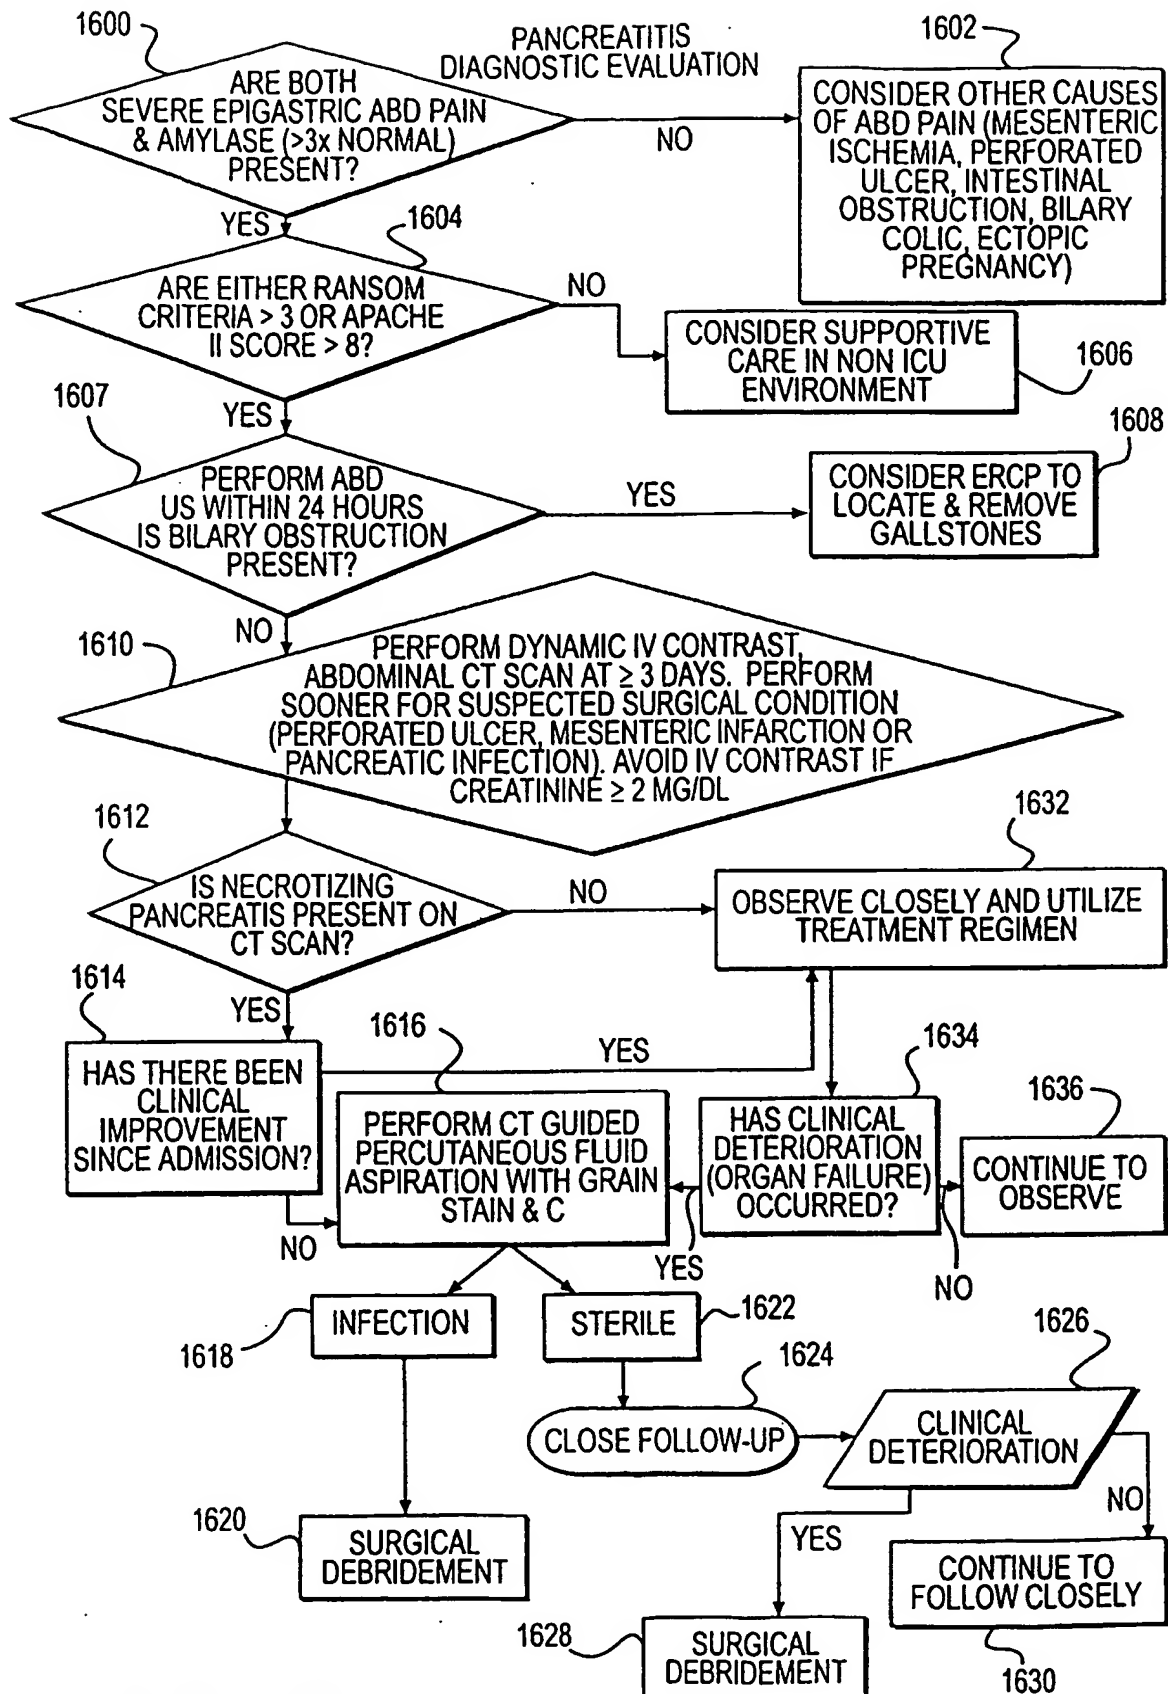 PANCREATITIS
DIAGNOSTIC EVALUATION
1600
ARE BOTH
SEVERE EPIGASTRIC ABD PAIN
& AMYLASE (>3x NORMAL)
PRESENT?
NO
1602
CONSIDER OTHER CAUSES
OF ABD PAIN (MESENTERIC
ISCHEMIA, PERFORATED
ULCER, INTESTINAL
OBSTRUCTION, BILARY
COLIC, ECTOPIC
PREGNANCY)
YES
1604
ARE EITHER RANSOM
CRITERIA > 3 OR APACHE
II SCORE > 8?
NO
CONSIDER SUPPORTIVE
CARE IN NON ICU
ENVIRONMENT
1606
YES
1607
PERFORM ABD
US WITHIN 24 HOURS
IS BILARY OBSTRUCTION
PRESENT?
YES
1608
CONSIDER ERCP TO
LOCATE & REMOVE
GALLSTONES
NO
1610
PERFORM DYNAMIC IV CONTRAST,
ABDOMINAL CT SCAN AT ≥ 3 DAYS. PERFORM
SOONER FOR SUSPECTED SURGICAL CONDITION
(PERFORATED ULCER, MESENTERIC INFARCTION OR
PANCREATIC INFECTION). AVOID IV CONTRAST IF
CREATININE ≥ 2 MG/DL
1612
IS NECROTIZING
PANCREATIS PRESENT ON
CT SCAN?
NO
1632
OBSERVE CLOSELY AND UTILIZE
TREATMENT REGIMEN
YES
1614
HAS THERE BEEN
CLINICAL
IMPROVEMENT
SINCE ADMISSION?
YES
NO
1616
PERFORM CT GUIDED
PERCUTANEOUS FLUID
ASPIRATION WITH GRAIN
STAIN & C
1634
HAS CLINICAL
DETERIORATION
(ORGAN FAILURE)
OCCURRED?
YES
NO
1636
CONTINUE TO
OBSERVE
INFECTION
1618
STERILE
1622
1624
CLOSE FOLLOW-UP
1626
CLINICAL
DETERIORATION
1620
SURGICAL
DEBRIDEMENT
YES
NO
1628
SURGICAL
DEBRIDEMENT
CONTINUE TO
FOLLOW CLOSELY
1630